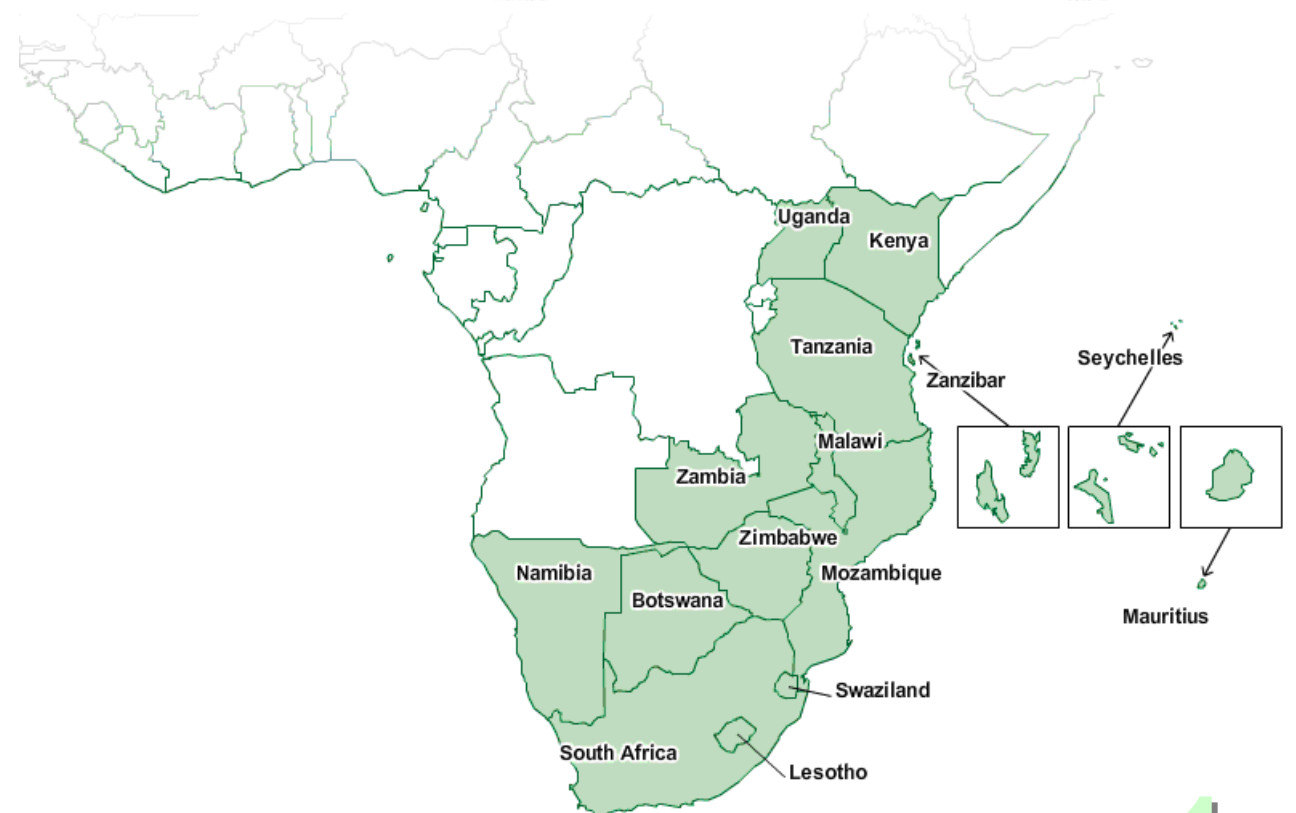 Uganda
Kenya
Tanzania
Seychelles
Zanzibar
Malawi
Zambia
Zimbabwe
Namibia
Mozambique
Botswana
Mauritius
Swaziland
South Africa
Lesotho